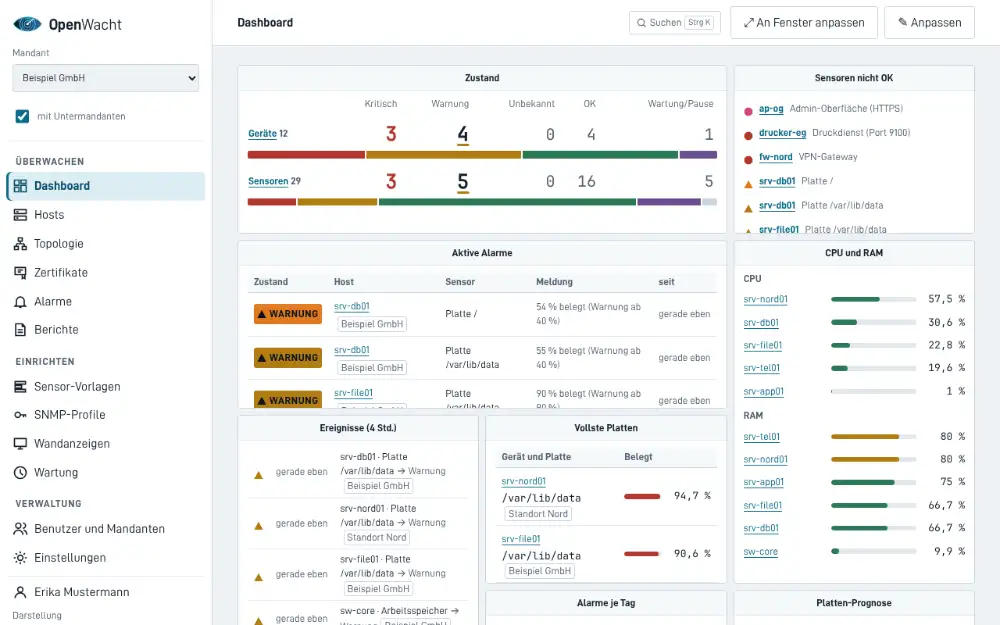 OpenWacht
Mandant
Beispiel GmbH
mit Untermandanten
ÜBERWACHEN
Dashboard
Hosts
Topologie
Zertifikate
Alarme
Berichte
EINRICHTEN
Sensor-Vorlagen
SNMP-Profile
Wandanzeigen
Wartung
VERWALTUNG
Benutzer und Mandanten
Einstellungen
Erika Mustermann
Darstellung
Dashboard
Suchen Strg K
An Fenster anpassen
Anpassen
Zustand
Kritisch Warnung Unbekannt OK Wartung/Pause
Geräte 12 3 4 0 4 1
Sensoren 29 3 5 0 16 5
Sensoren nicht OK
ap-og Admin-Oberfläche (HTTPS)
drucker-eg Druckdienst (Port 9100)
fw-nord VPN-Gateway
srv-db01 Platte /
srv-db01 Platte /var/lib/data
srv-file01 Platte /var/lib/data
Aktive Alarme
Zustand Host Sensor Meldung seit
WARNUNG srv-db01 Platte / 54 % belegt (Warnung ab gerade eben
Beispiel GmbH 40 %)
WARNUNG srv-db01 Platte 55 % belegt (Warnung ab gerade eben
Beispiel GmbH /var/lib/data 40 %)
WARNUNG srv-file01 Platte 90 % belegt (Warnung ab gerade eben
Beispiel GmbH /var/lib/data 80 %)
CPU und RAM
CPU
srv-nord01 57,5 %
srv-db01 30,6 %
srv-file01 22,8 %
srv-tel01 19,6 %
srv-app01 1 %
RAM
srv-tel01 80 %
srv-nord01 80 %
srv-app01 75 %
srv-file01 66,7 %
srv-db01 66,7 %
sw-core 9,9 %
Ereignisse (4 Std.)
gerade eben srv-db01 · Platte
/var/lib/data → Warnung
Beispiel GmbH
gerade eben srv-nord01 · Platte
/var/lib/data → Warnung
Standort Nord
gerade eben srv-file01 · Platte
/var/lib/data → Warnung
Beispiel GmbH
gerade eben sw-core · Arbeitsspeicher →
Warnung Beispiel GmbH
Vollste Platten
Gerät und Platte Belegt
srv-nord01
/var/lib/data 94,7 %
Standort Nord
srv-file01
/var/lib/data 90,6 %
Beispiel GmbH
Alarme je Tag
Platten-Prognose